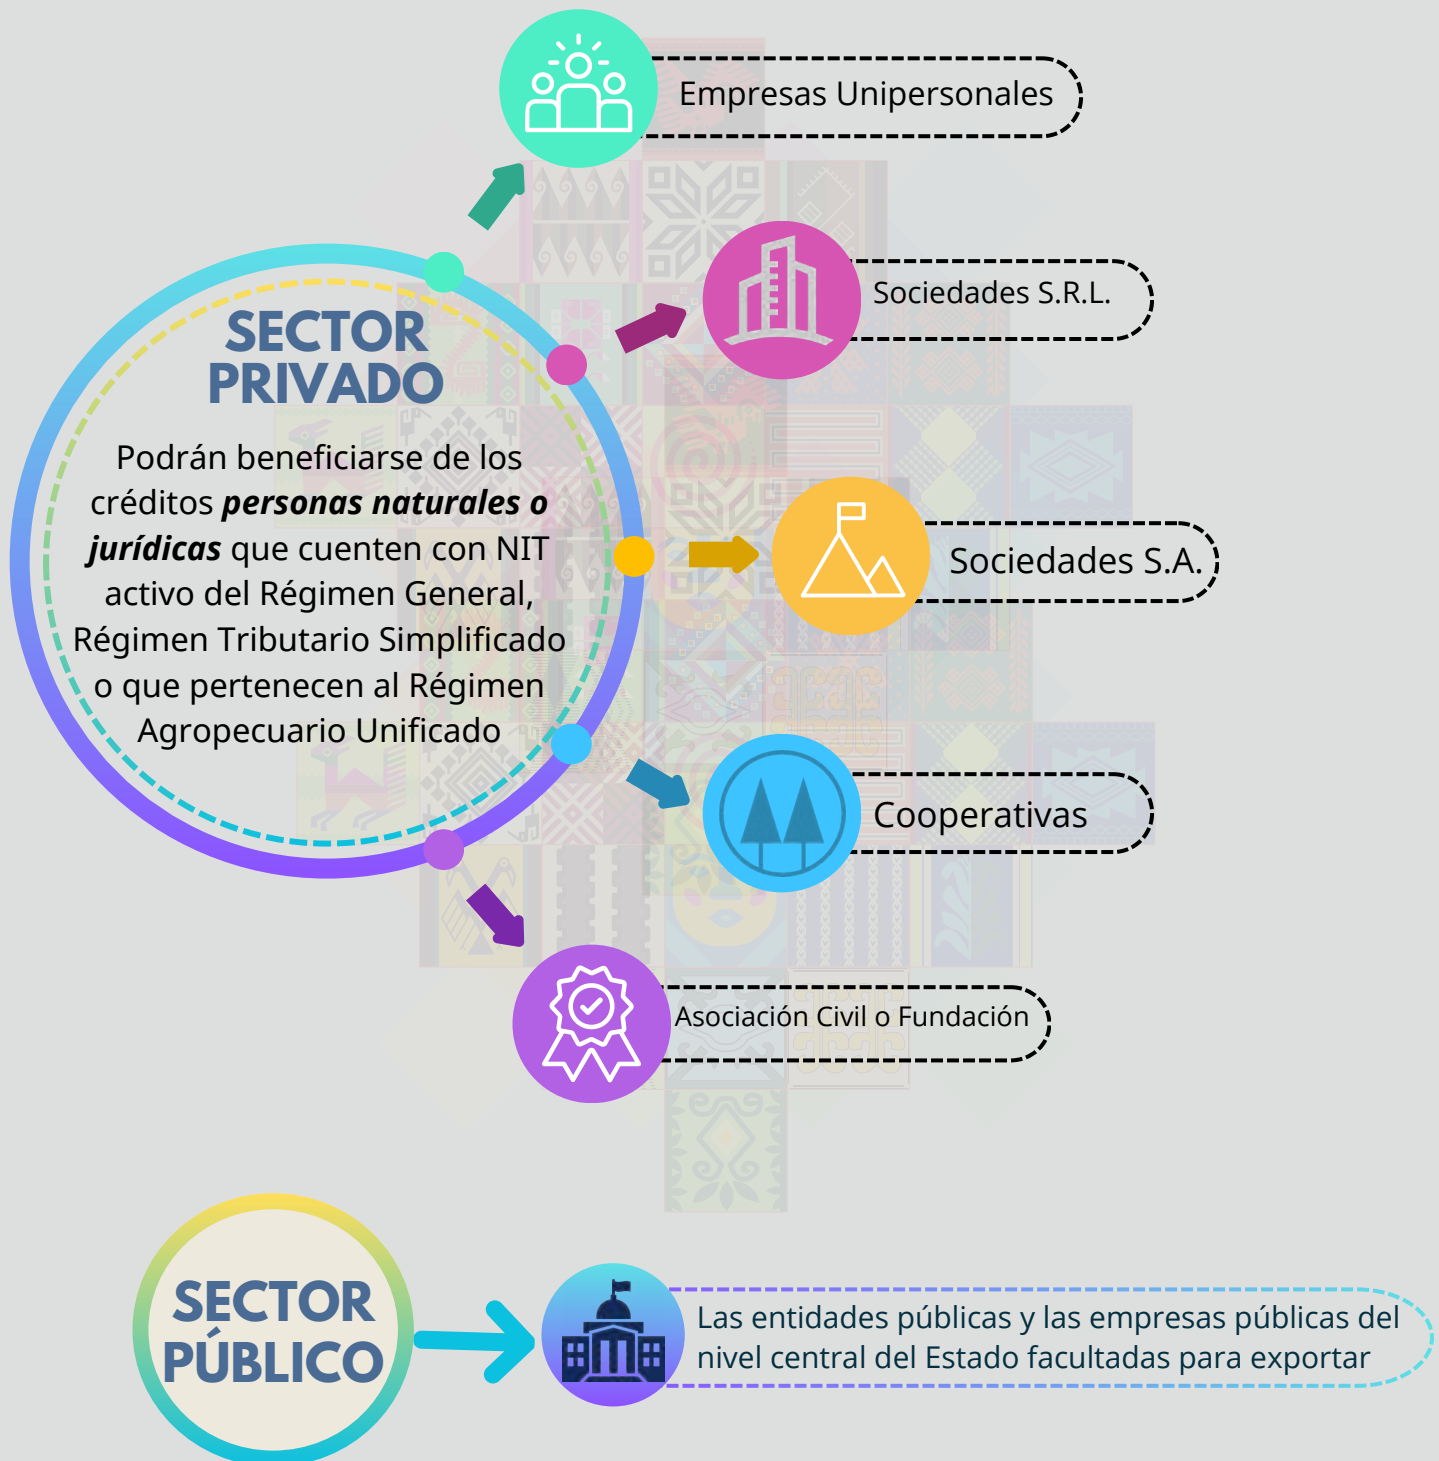 Empresas Unipersonales
Sociedades S.R.L.
SECTOR
PRIVADO
Podrán beneficiarse de los
créditos personas naturales o
jurídicas que cuenten con NIT
activo del Régimen General,
Régimen Tributario Simplificado
o que pertenecen al Régimen
Agropecuario Unificado
Sociedades S.A.
Cooperativas
Asociación Civil o Fundación
SECTOR
PÚBLICO
Las entidades públicas y las empresas públicas del
nivel central del Estado facultadas para exportar